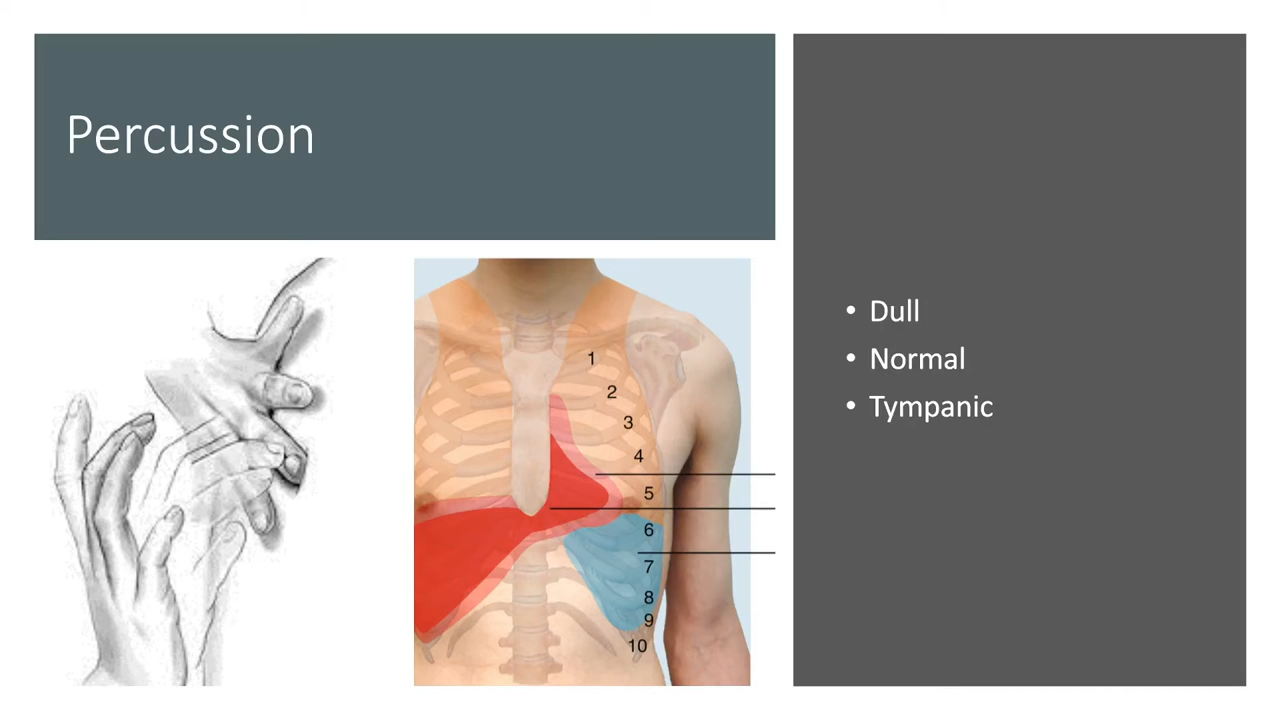 Percussion
1
2
3
4
5
6
7
8
9
10
• Dull
• Normal
• Tympanic